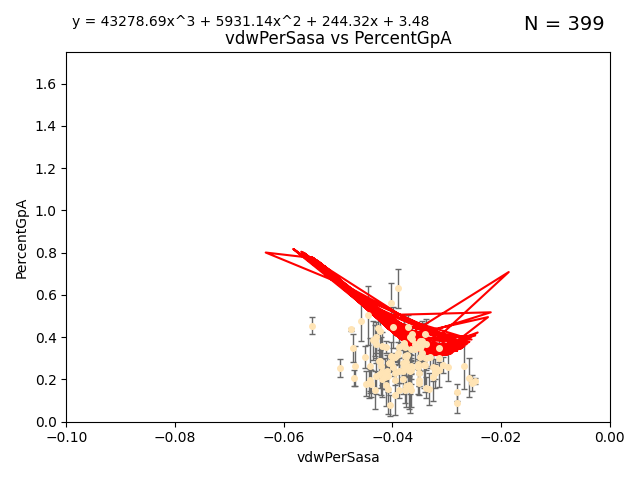 y = 43278.69x^3 + 5931.14x^2 + 244.32x + 3.48
N = 399
vdwPerSasa vs PercentGpA
PercentGpA
1.6
1.4
1.2
1.0
0.8
0.6
0.4
0.2
0.0
−0.10 −0.08 −0.06 −0.04 −0.02 0.00
vdwPerSasa